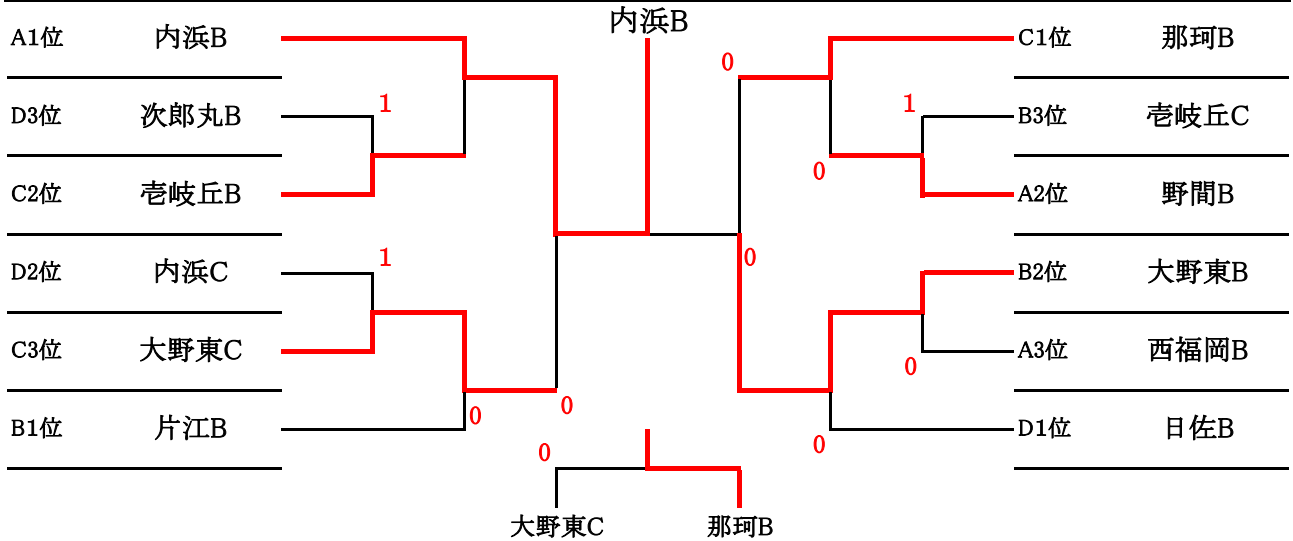 内浜B
A1位 内浜B
0
C1位 那珂B
D3位 次郎丸B
1
1
B3位 壱岐丘C
0
C2位 壱岐丘B
A2位 野間B
D2位 内浜C
1
0
B2位 大野東B
C3位 大野東C
0
A3位 西福岡B
B1位 片江B
0
0
0
0
D1位 日佐B
大野東C 那珂B